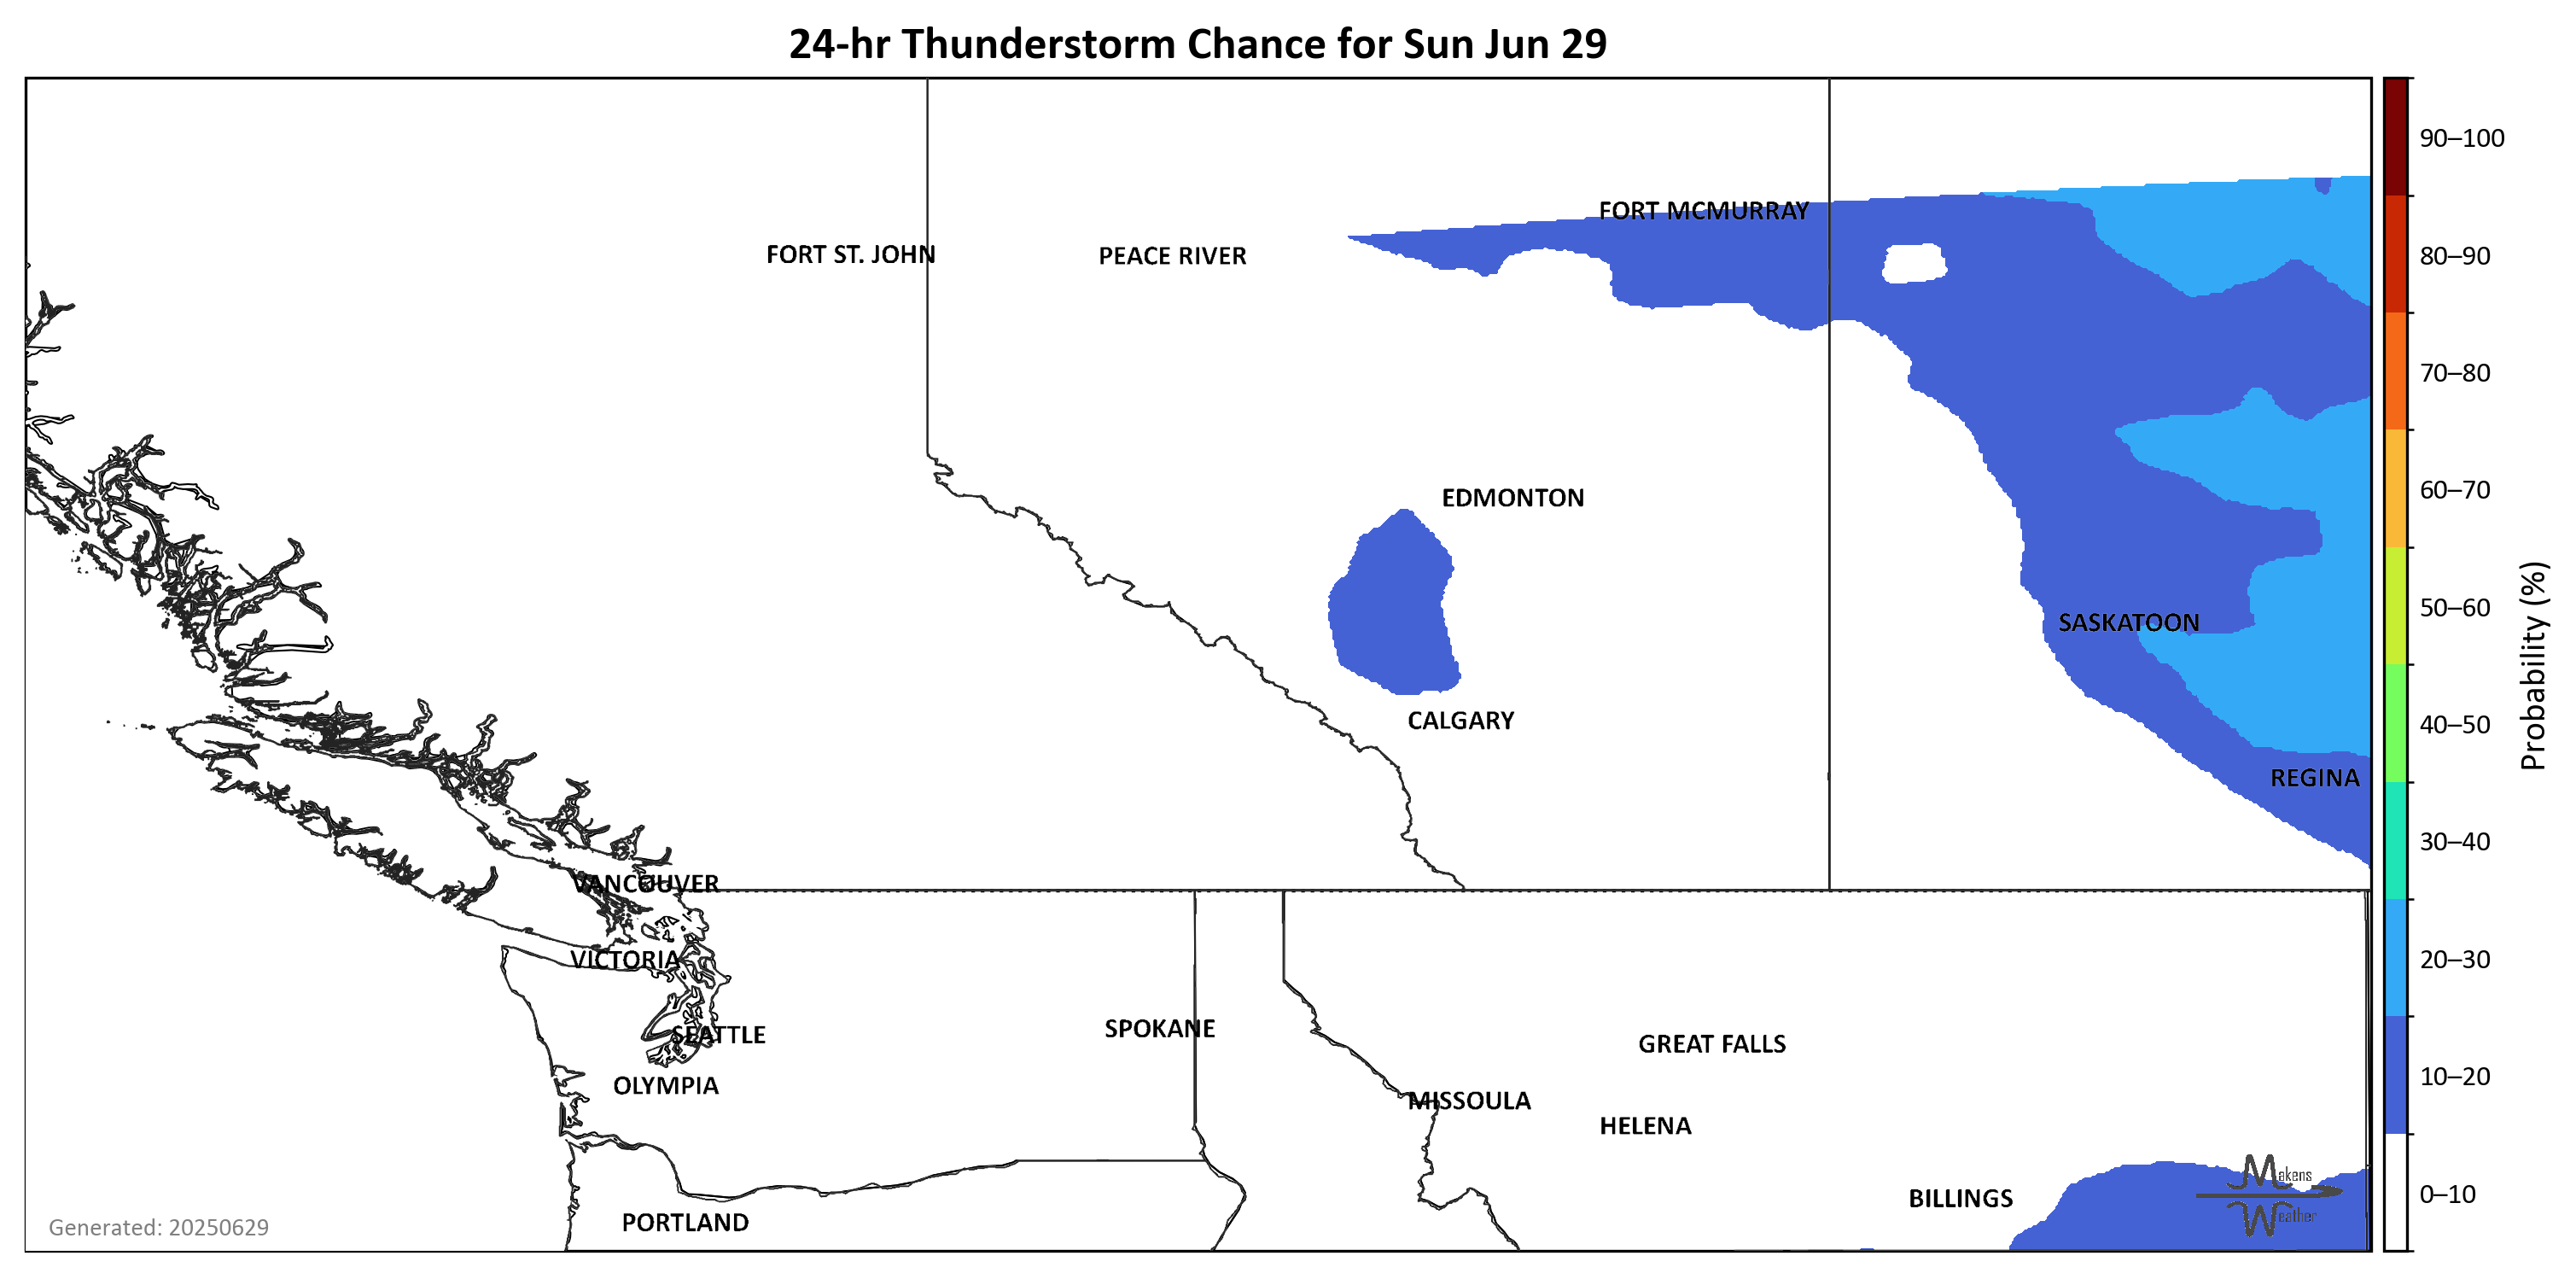 24-hr Thunderstorm Chance for Sun Jun 29
90–100
80–90
70–80
60–70
50–60
40–50
30–40
20–30
10–20
0–10
Probability (%)
FORT MCMURRAY
FORT ST. JOHN
PEACE RIVER
EDMONTON
SASKATOON
CALGARY
REGINA
VANCOUVER
VICTORIA
SEATTLE
SPOKANE
GREAT FALLS
OLYMPIA
MISSOULA
HELENA
BILLINGS
PORTLAND
Makens
Weather
Generated: 20250629